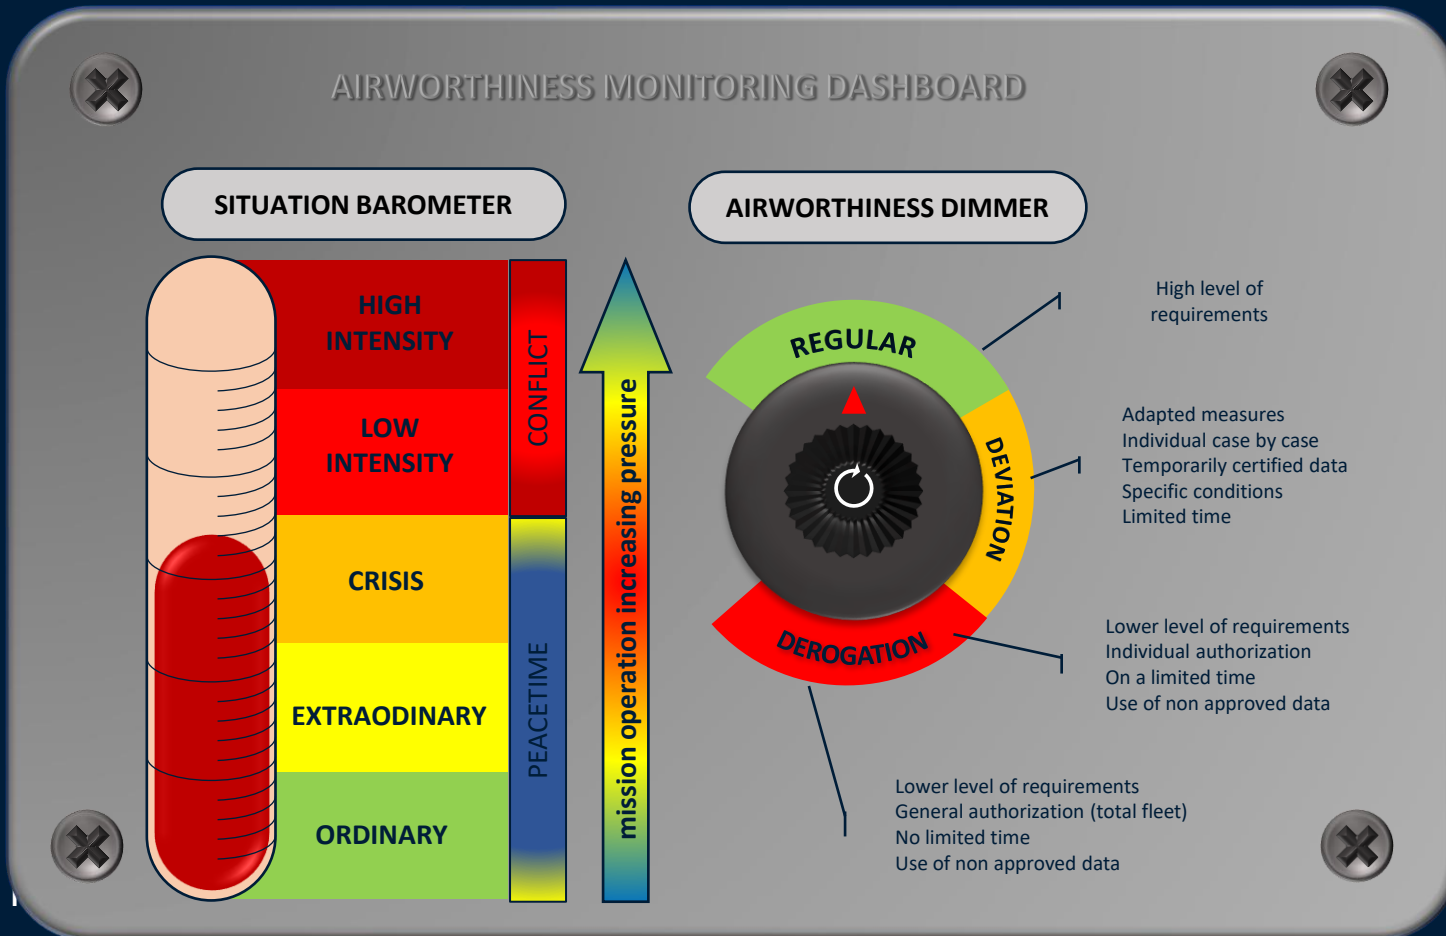 AIRWORTHINESS MONITORING DASHBOARD
SITUATION BAROMETER
HIGH
INTENSITY
LOW
INTENSITY
CRISIS
EXTRAODINARY
ORDINARY
CONFLICT
PEACETIME
mission operation increasing pressure
AIRWORTHINESS DIMMER
REGULAR
DEVIATION
DEROGATION
High level of
requirements
Adapted measures
Individual case by case
Temporarily certified data
Specific conditions
Limited time
Lower level of requirements
Individual authorization
On a limited time
Use of non approved data
Lower level of requirements
General authorization (total fleet)
No limited time
Use of non approved data